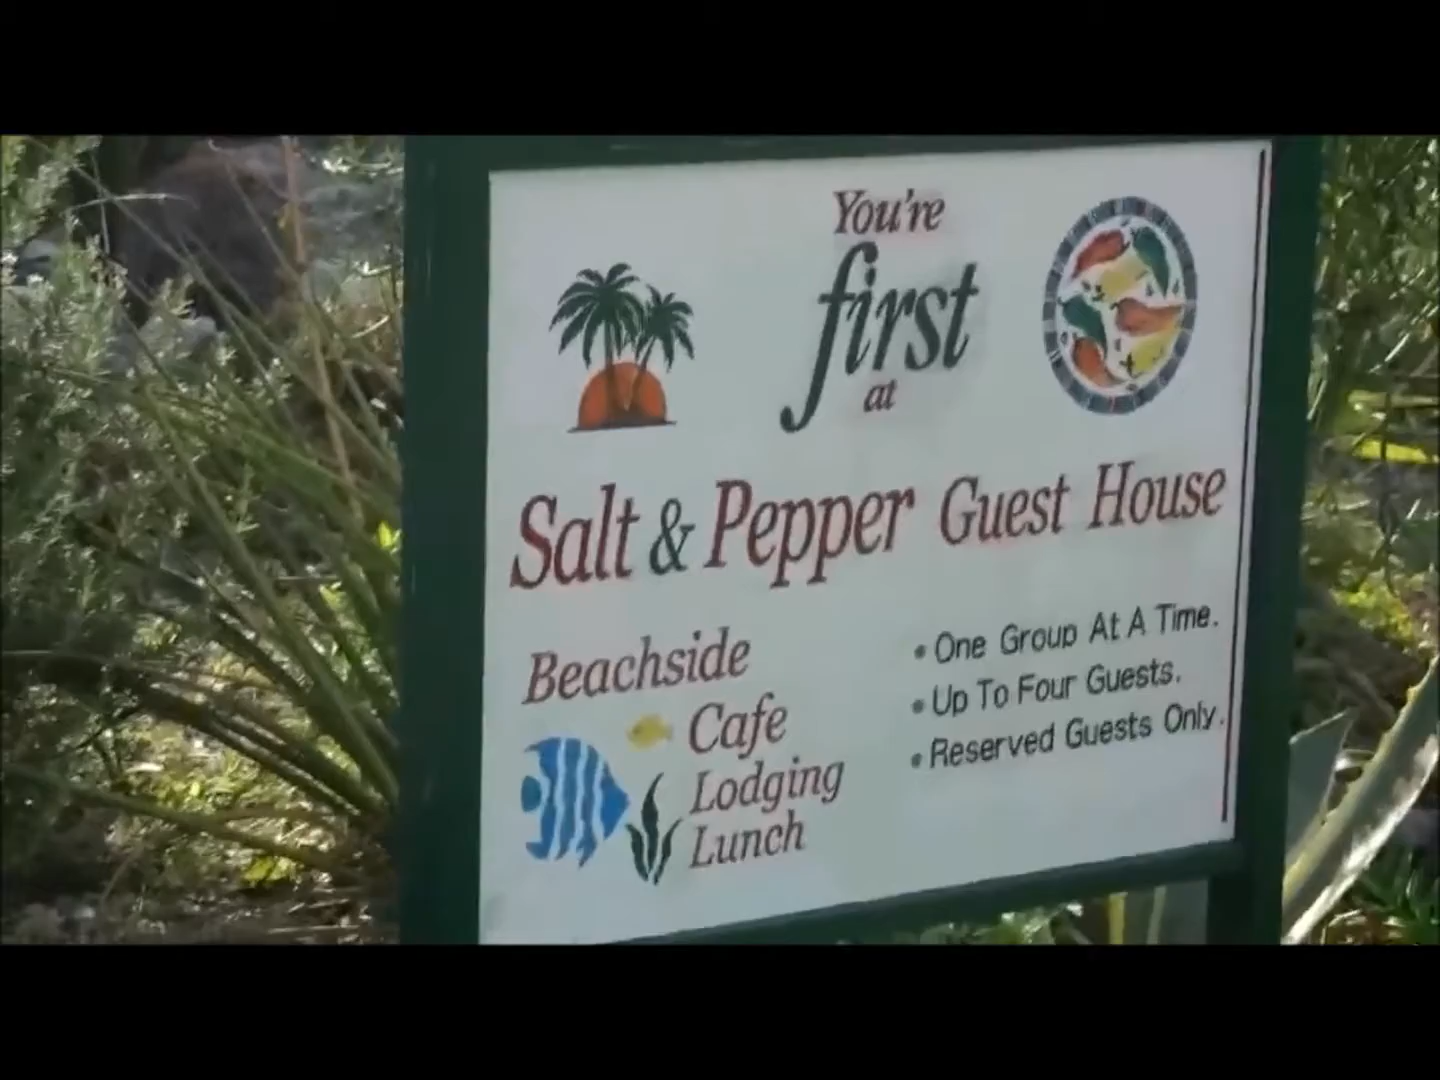 You're
first
at
Salt & Pepper Guest House
Beachside
Cafe
Lodging
Lunch
• One Group At A Time.
• Up To Four Guests.
• Reserved Guests Only.